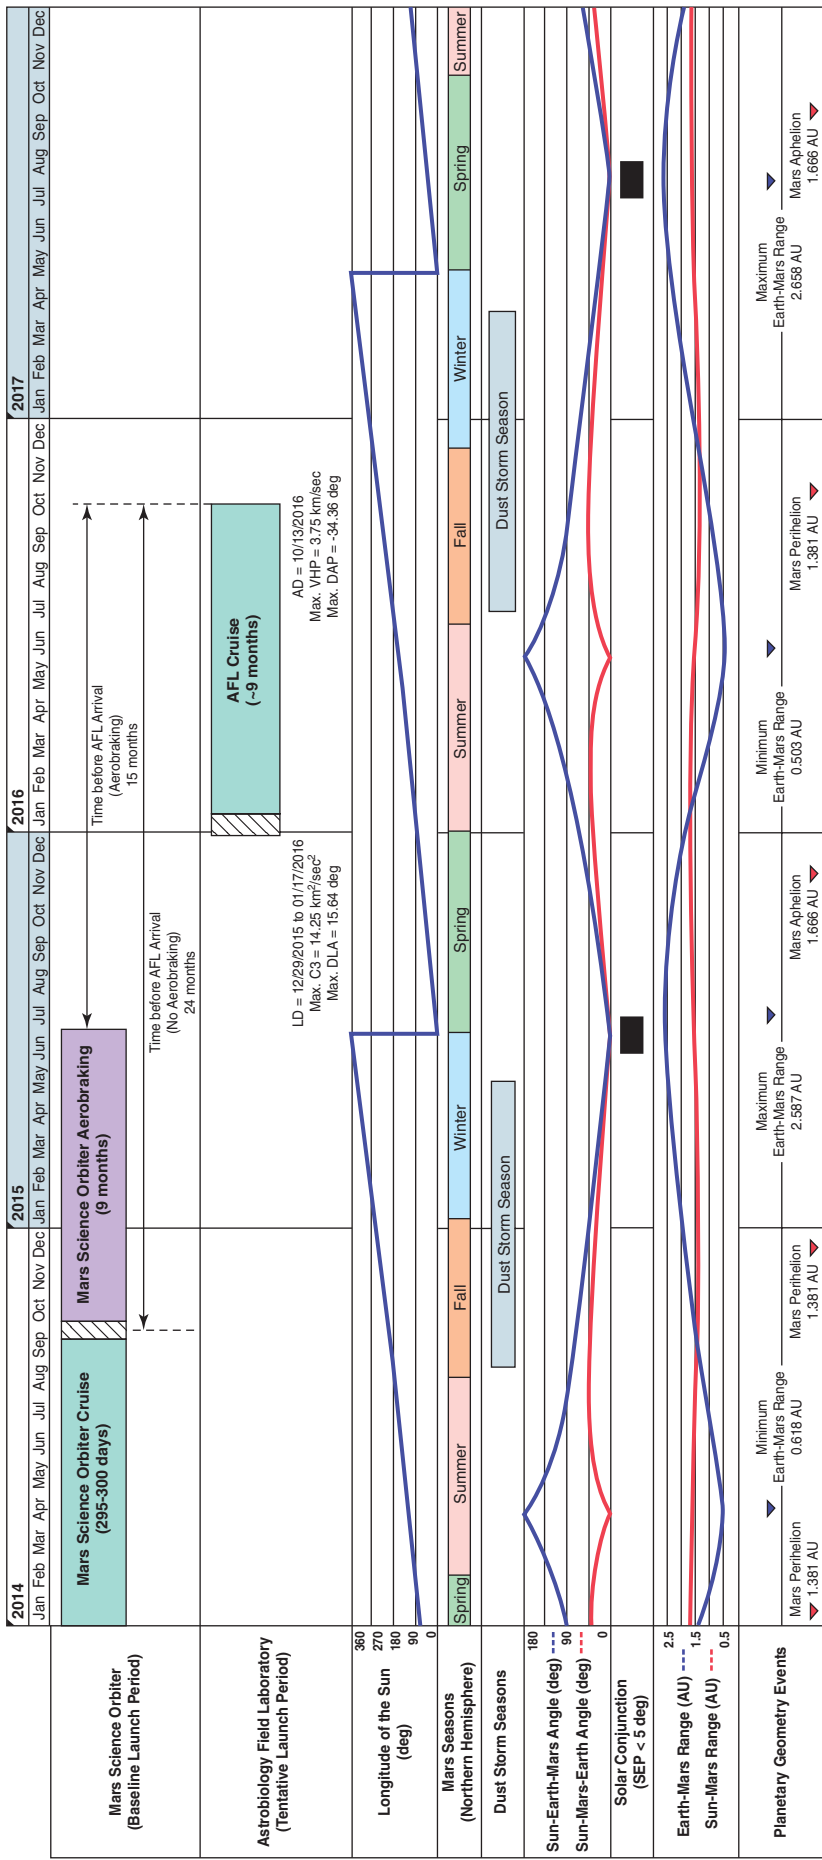 2014
2015
2016
2017
Jan Feb Mar Apr May Jun Jul Aug Sep Oct Nov Dec
Jan Feb Mar Apr May Jun Jul Aug Sep Oct Nov Dec
Jan Feb Mar Apr May Jun Jul Aug Sep Oct Nov Dec
Jan Feb Mar Apr May Jun Jul Aug Sep Oct Nov Dec
Mars Science Orbiter
(Baseline Launch Period)
Mars Science Orbiter Cruise
(295-300 days)
Mars Science Orbiter Aerobraking
(9 months)
Time before AFL Arrival
(Aerobraking)
15 months
Time before AFL Arrival
(No Aerobraking)
24 months
Astrobiology Field Laboratory
(Tentative Launch Period)
AFL Cruise
(~9 months)
LD = 12/29/2015 to 01/17/2016
Max. C3 = 14.25 km²/sec²
Max. DLA = 15.64 deg
AD = 10/13/2016
Max. VHP = 3.75 km/sec
Max. DAP = -34.36 deg
Longitude of the Sun
(deg)
360
270
180
90
0
Mars Seasons
(Northern Hemisphere)
Spring
Summer
Fall
Winter
Spring
Summer
Fall
Winter
Spring
Summer
Dust Storm Seasons
Dust Storm Season
Dust Storm Season
Sun-Earth-Mars Angle (deg)
Sun-Mars-Earth Angle (deg)
180
90
0
Solar Conjunction
(SEP < 5 deg)
Earth-Mars Range (AU)
Sun-Mars Range (AU)
2.5
1.5
0.5
Planetary Geometry Events
Mars Perihelion
1.381 AU
Minimum
Earth-Mars Range
0.618 AU
Mars Perihelion
1.381 AU
Maximum
Earth-Mars Range
2.587 AU
Mars Aphelion
1.666 AU
Minimum
Earth-Mars Range
0.503 AU
Mars Perihelion
1.381 AU
Maximum
Earth-Mars Range
2.658 AU
Mars Aphelion
1.666 AU